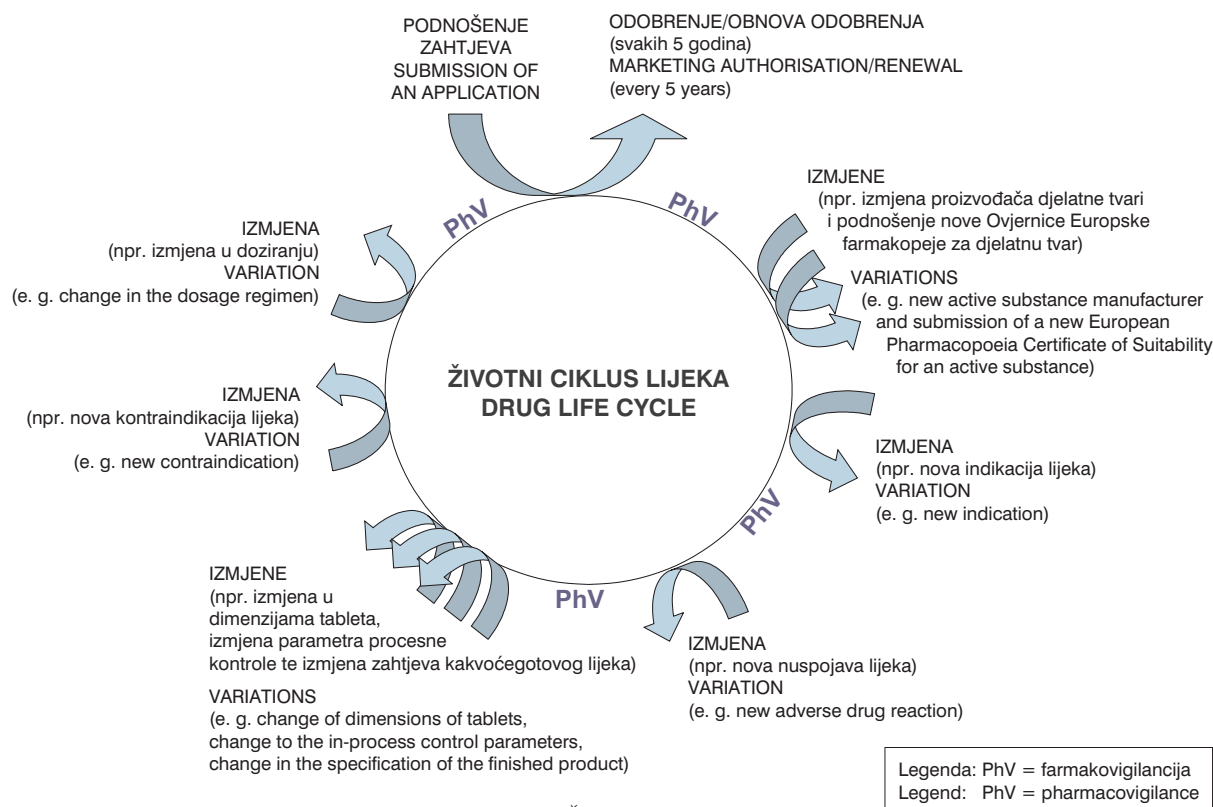 PODNOŠENJE
ZAHTJEVA
SUBMISSION OF
AN APPLICATION
ODOBRENJE/OBNOVA ODOBRENJA
(svakih 5 godina)
MARKETING AUTHORISATION/RENEWAL
(every 5 years)
PhV
PhV
IZMJENE
(npr. izmjena proizvođača djelatne tvari
i podnošenje nove Ovjernice Europske
farmakopeje za djelatnu tvar)
VARIATIONS
(e. g. new active substance manufacturer
and submission of a new European
Pharmacopoeia Certificate of Suitability
for an active substance)
IZMJENA
(npr. izmjena u doziranju)
VARIATION
(e. g. change in the dosage regimen)
ŽIVOTNI CIKLUS LIJEKA
DRUG LIFE CYCLE
IZMJENA
(npr. nova kontraindikacija lijeka)
VARIATION
(e. g. new contraindication)
IZMJENA
(npr. nova indikacija lijeka)
VARIATION
(e. g. new indication)
PhV
PhV
IZMJENE
(npr. izmjena u
dimenzijama tableta,
izmjena parametra procesne
kontrole te izmjena zahtjeva kakvoćegotovog lijeka)
VARIATIONS
(e. g. change of dimensions of tablets,
change to the in-process control parameters,
change in the specification of the finished product)
IZMJENA
(npr. nova nuspojava lijeka)
VARIATION
(e. g. new adverse drug reaction)
Legenda: PhV = farmakovigilancija
Legend: PhV = pharmacovigilance